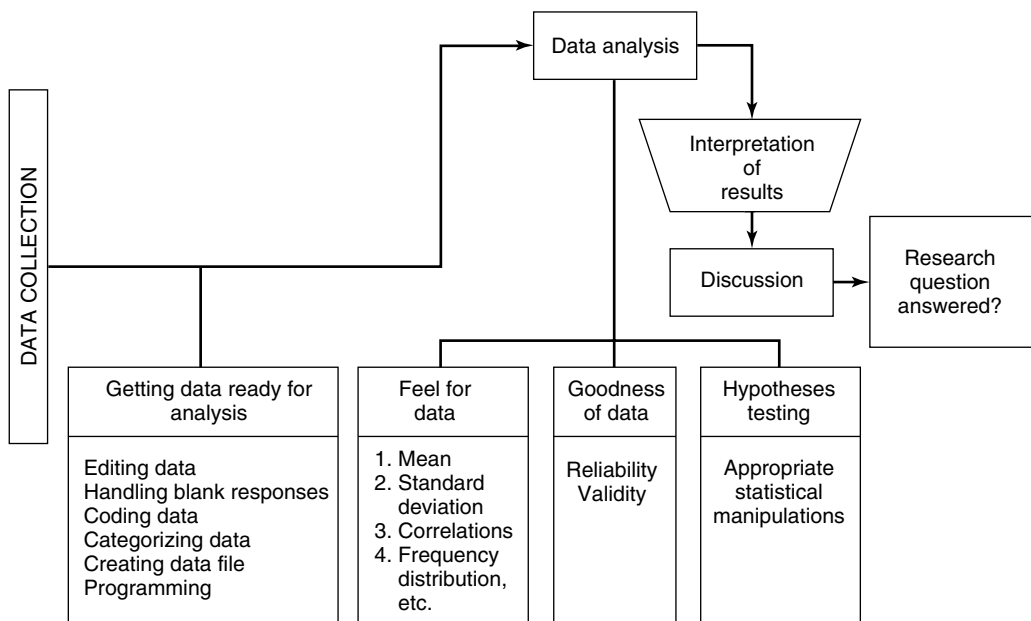 DATA COLLECTION
Data analysis
Interpretation
of
results
Discussion
Research
question
answered?
Getting data ready for
analysis
Editing data
Handling blank responses
Coding data
Categorizing data
Creating data file
Programming
Feel for
data
1. Mean
2. Standard
deviation
3. Correlations
4. Frequency
distribution,
etc.
Goodness
of data
Reliability
Validity
Hypotheses
testing
Appropriate
statistical
manipulations